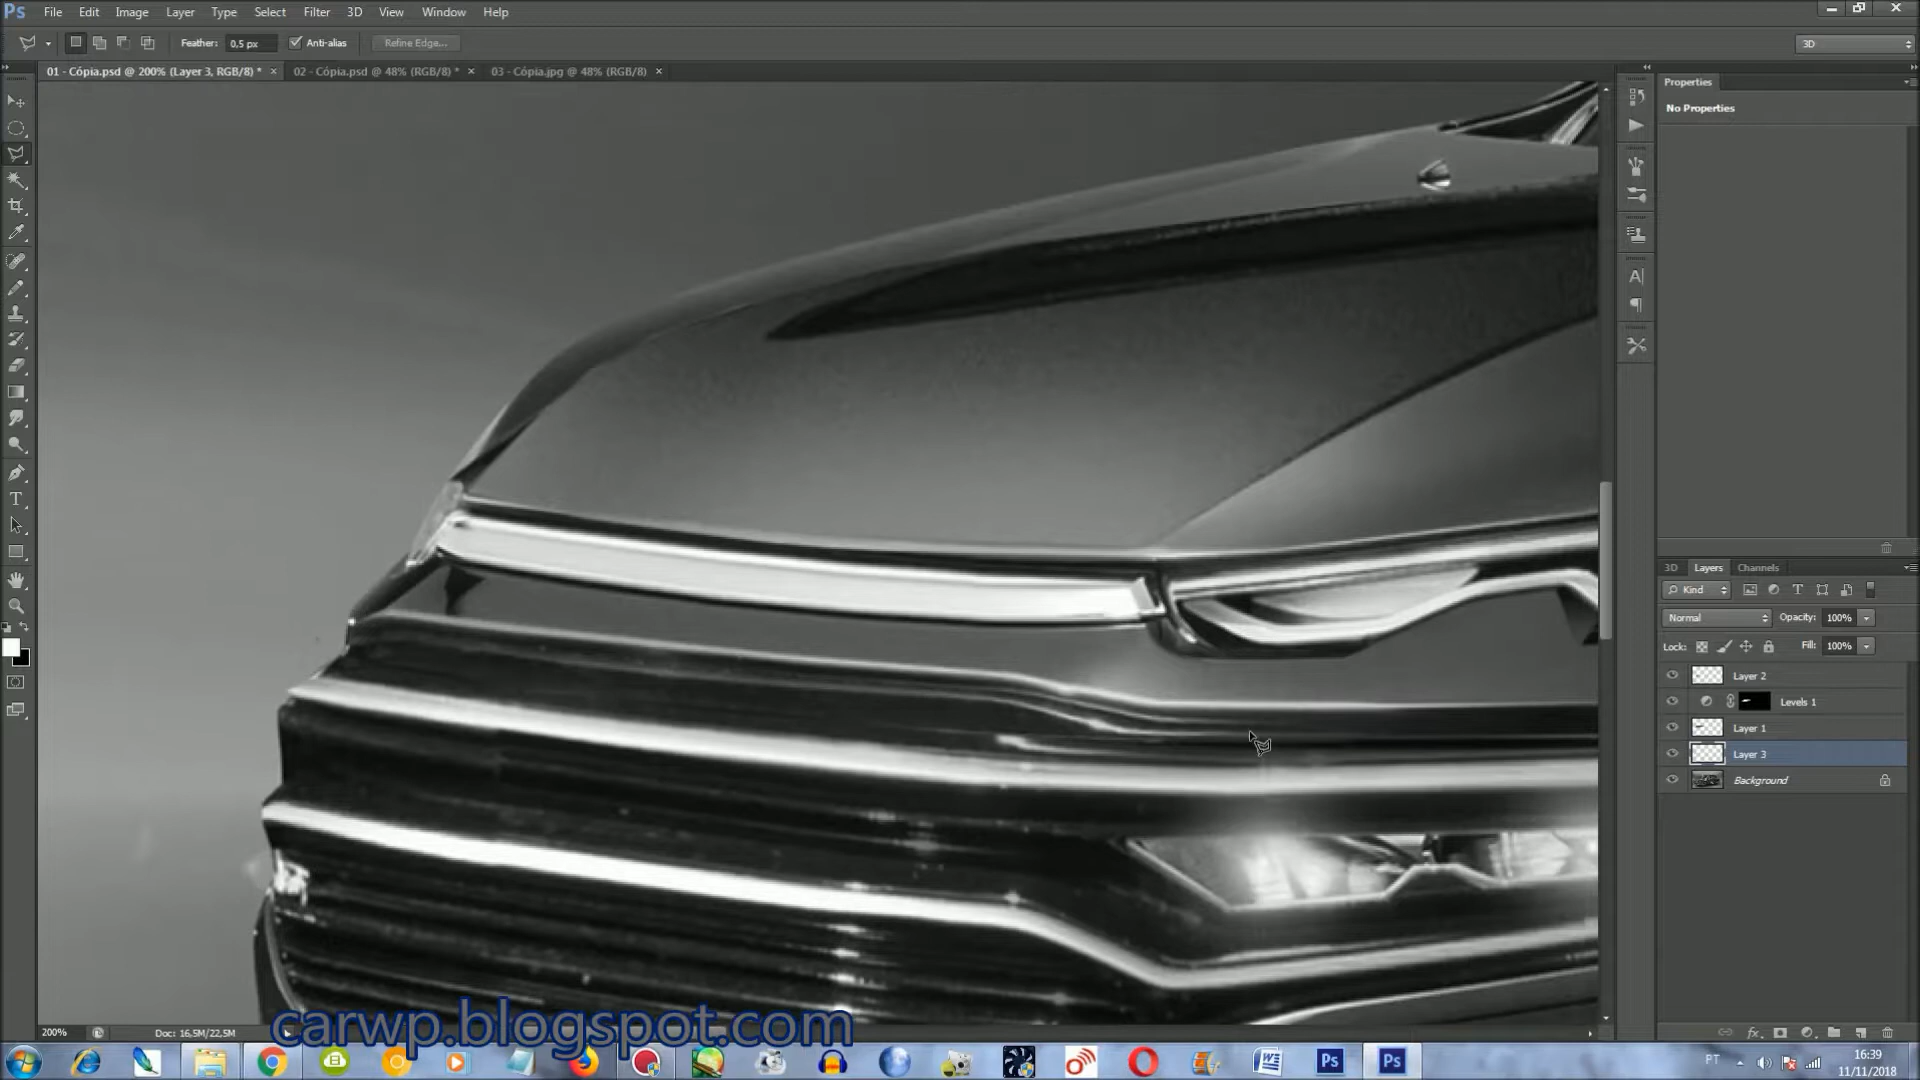 Ps File Edit Image Layer Type Select Filter 3D View Window Help
Feather: 0,5 px Anti-alias Refine Edge... 3D
01 - Cópia.psd @ 200% (Layer 3, RGB/8) * × 02 - Cópia.psd @ 48% (RGB/8) * × 03 - Cópia.jpg @ 48% (RGB/8) ×
Properties
No Properties
3D Layers Channels
Kind
Normal Opacity: 100%
Lock: Fill: 100%
Layer 2
Levels 1
Layer 1
Layer 3
Background
200% Doc: 16,5M/22,5M
carwp.blogspot.com
PT 16:39
11/11/2018